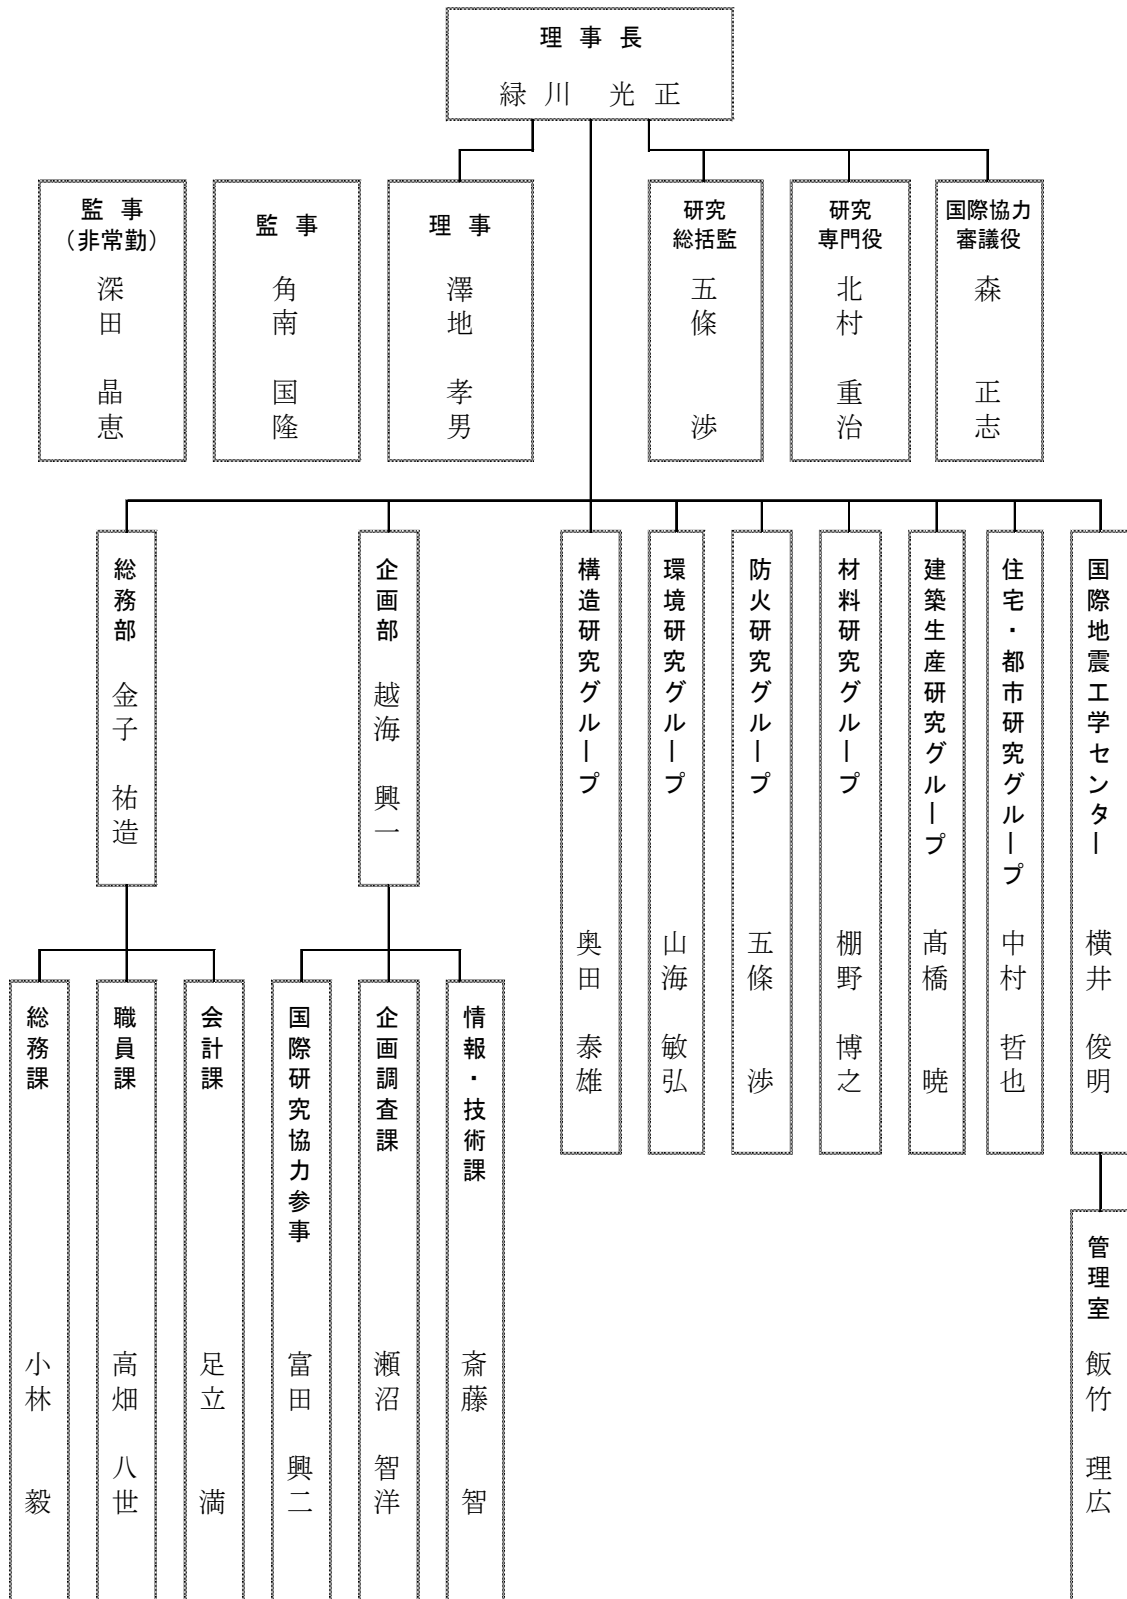 理事長
緑川 光正
監事
（非常勤）
深田 晶恵
監事
角南 国隆
理事
澤地 孝男
研究
総括監
五條 渉
研究
専門役
北村 重治
国際協力
審議役
森 正志
総務部 金子 祐造
企画部 越海 興一
構造研究グループ 奥田 泰雄
環境研究グループ 山海 敏弘
防火研究グループ 五條 渉
材料研究グループ 棚野 博之
建築生産研究グループ 髙橋 暁
住宅・都市研究グループ 中村 哲也
国際地震工学センター 横井 俊明
総務課 小林 毅
職員課 高畑 八世
会計課 足立 満
国際研究協力参事 富田 興二
企画調査課 瀬沼 智洋
情報・技術課 斎藤 智
管理室 飯竹 理広